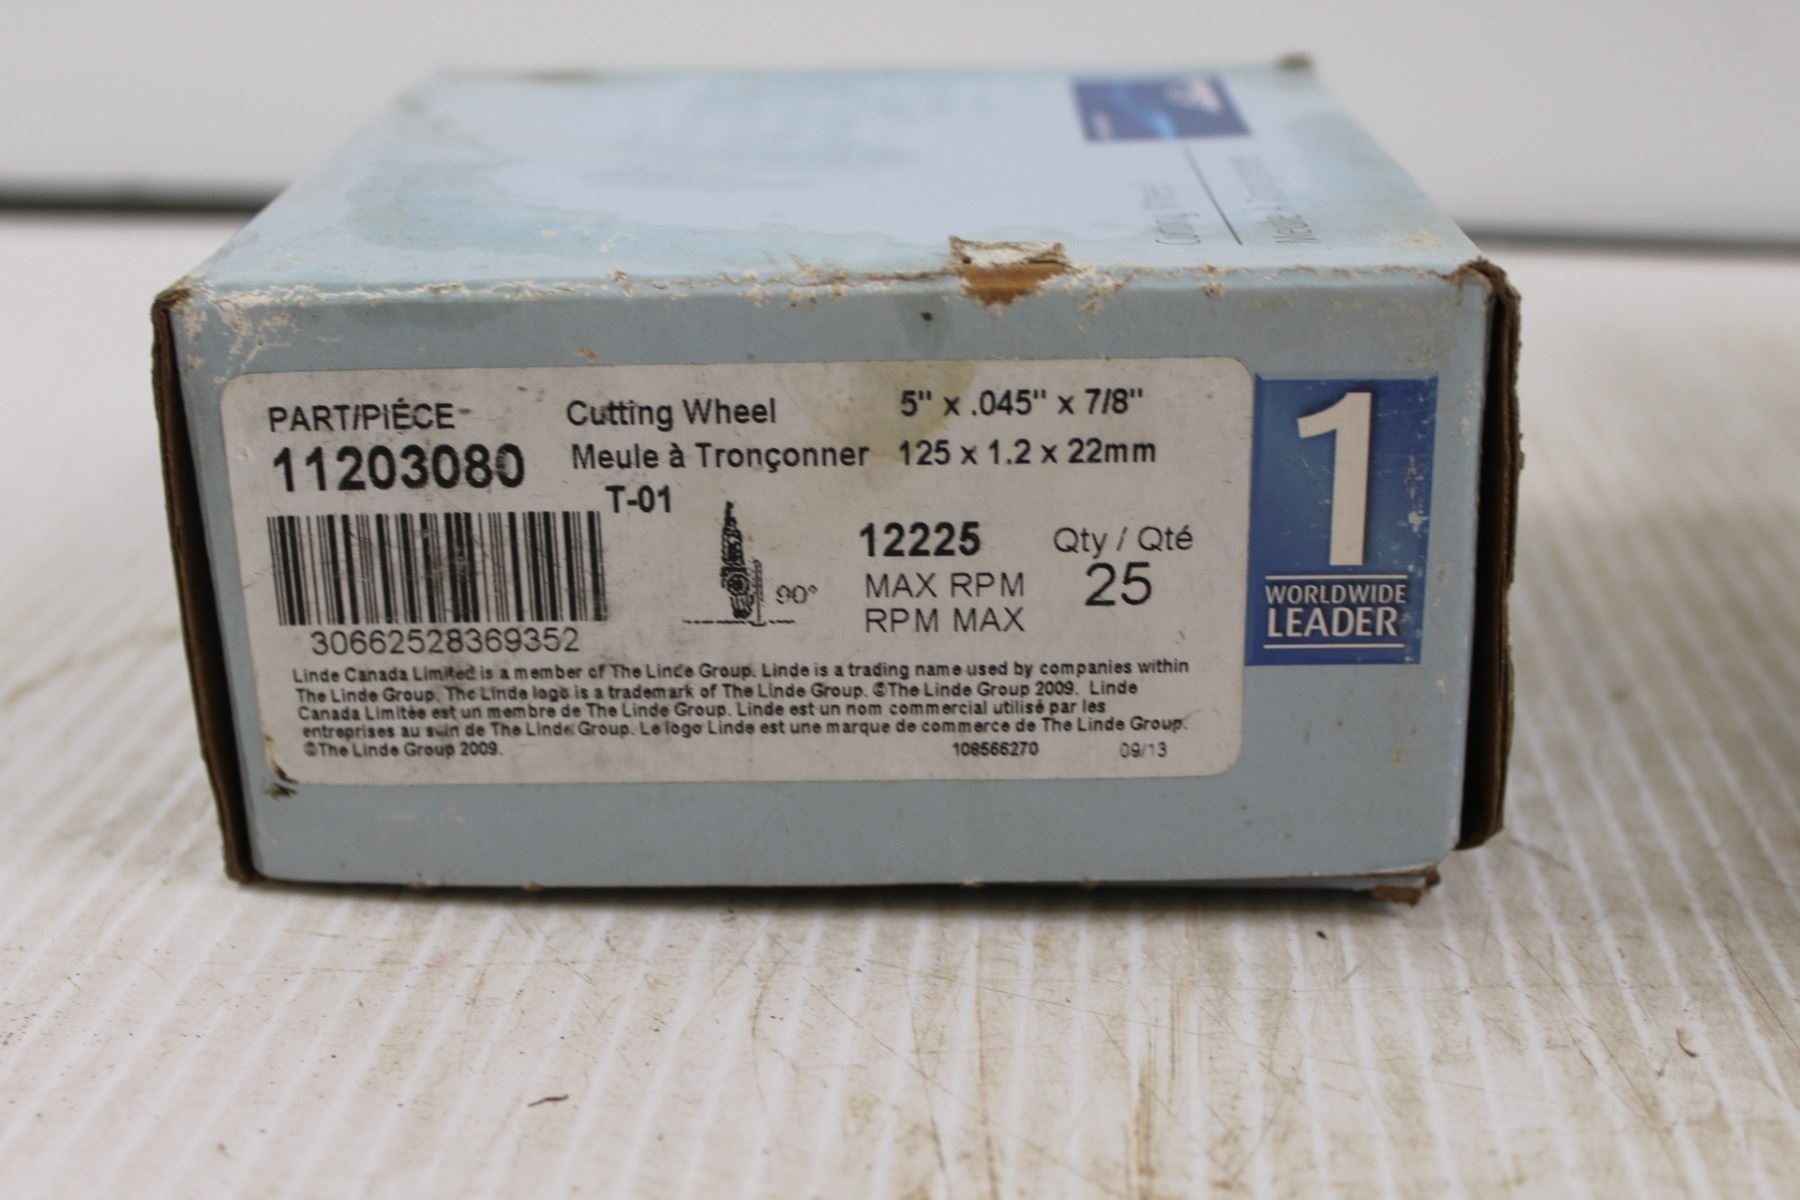 Cutting Wheel
Meule À Tronçonner
PART/PIÉCE
11203080
Cutting Wheel 5" x .045" x 7/8"
Meule à Tronçonner 125 x 1.2 x 22mm
T-01
90°
12225
MAX RPM
RPM MAX
Qty / Qté
25
30662528369352
Linde Canada Limited is a member of The Linde Group. Linde is a trading name used by companies within
The Linde Group. The Linde logo is a trademark of The Linde Group. ©The Linde Group 2009. Linde
Canada Limitée est un membre de The Linde Group. Linde est un nom commercial utilisé par les
entreprises au sein de The Linde Group. Le logo Linde est une marque de commerce de The Linde Group.
©The Linde Group 2009. 108566270 09/13
1
WORLDWIDE
LEADER